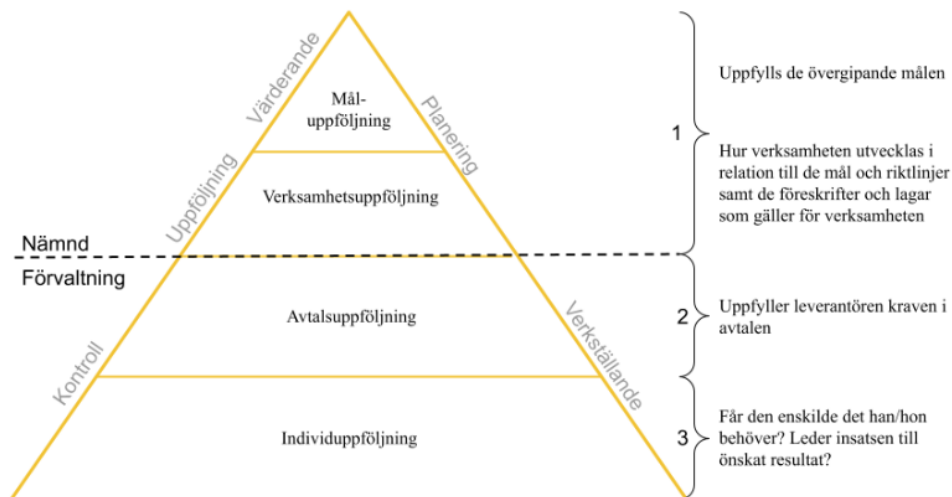 Värderande
Mål-
uppföljning
Planering
Uppföljning
Verksamhetsuppföljning
1
Uppfylls de övergipande målen
Hur verksamheten utvecklas i
relation till de mål och riktlinjer
samt de föreskrifter och lagar
som gäller för verksamheten
Nämnd
Förvaltning
Kontroll
Avtalsuppföljning
Verkställande
2
Uppfyller leverantören kraven i
avtalen
Individuppföljning
3
Får den enskilde det han/hon
behöver? Leder insatsen till
önskat resultat?